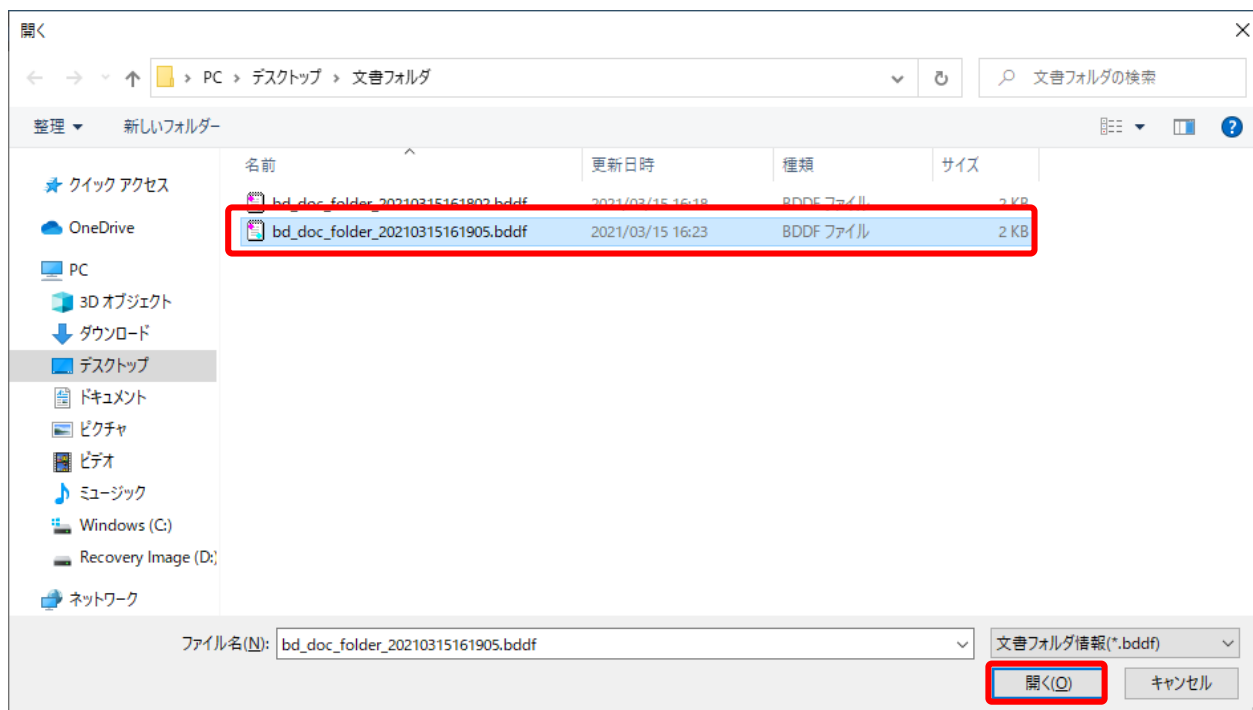 開く
PC › デスクトップ › 文書フォルダ
文書フォルダの検索
整理 新しいフォルダー
名前 更新日時 種類 サイズ
bd_doc_folder_20210315161802.bddf 2021/03/15 16:18 BDDF ファイル 2 KB
bd_doc_folder_20210315161905.bddf 2021/03/15 16:23 BDDF ファイル 2 KB
クイック アクセス
OneDrive
PC
3D オブジェクト
ダウンロード
デスクトップ
ドキュメント
ピクチャ
ビデオ
ミュージック
Windows (C:)
Recovery Image (D:)
ネットワーク
ファイル名(N): bd_doc_folder_20210315161905.bddf 文書フォルダ情報(*.bddf)
開く(O) キャンセル